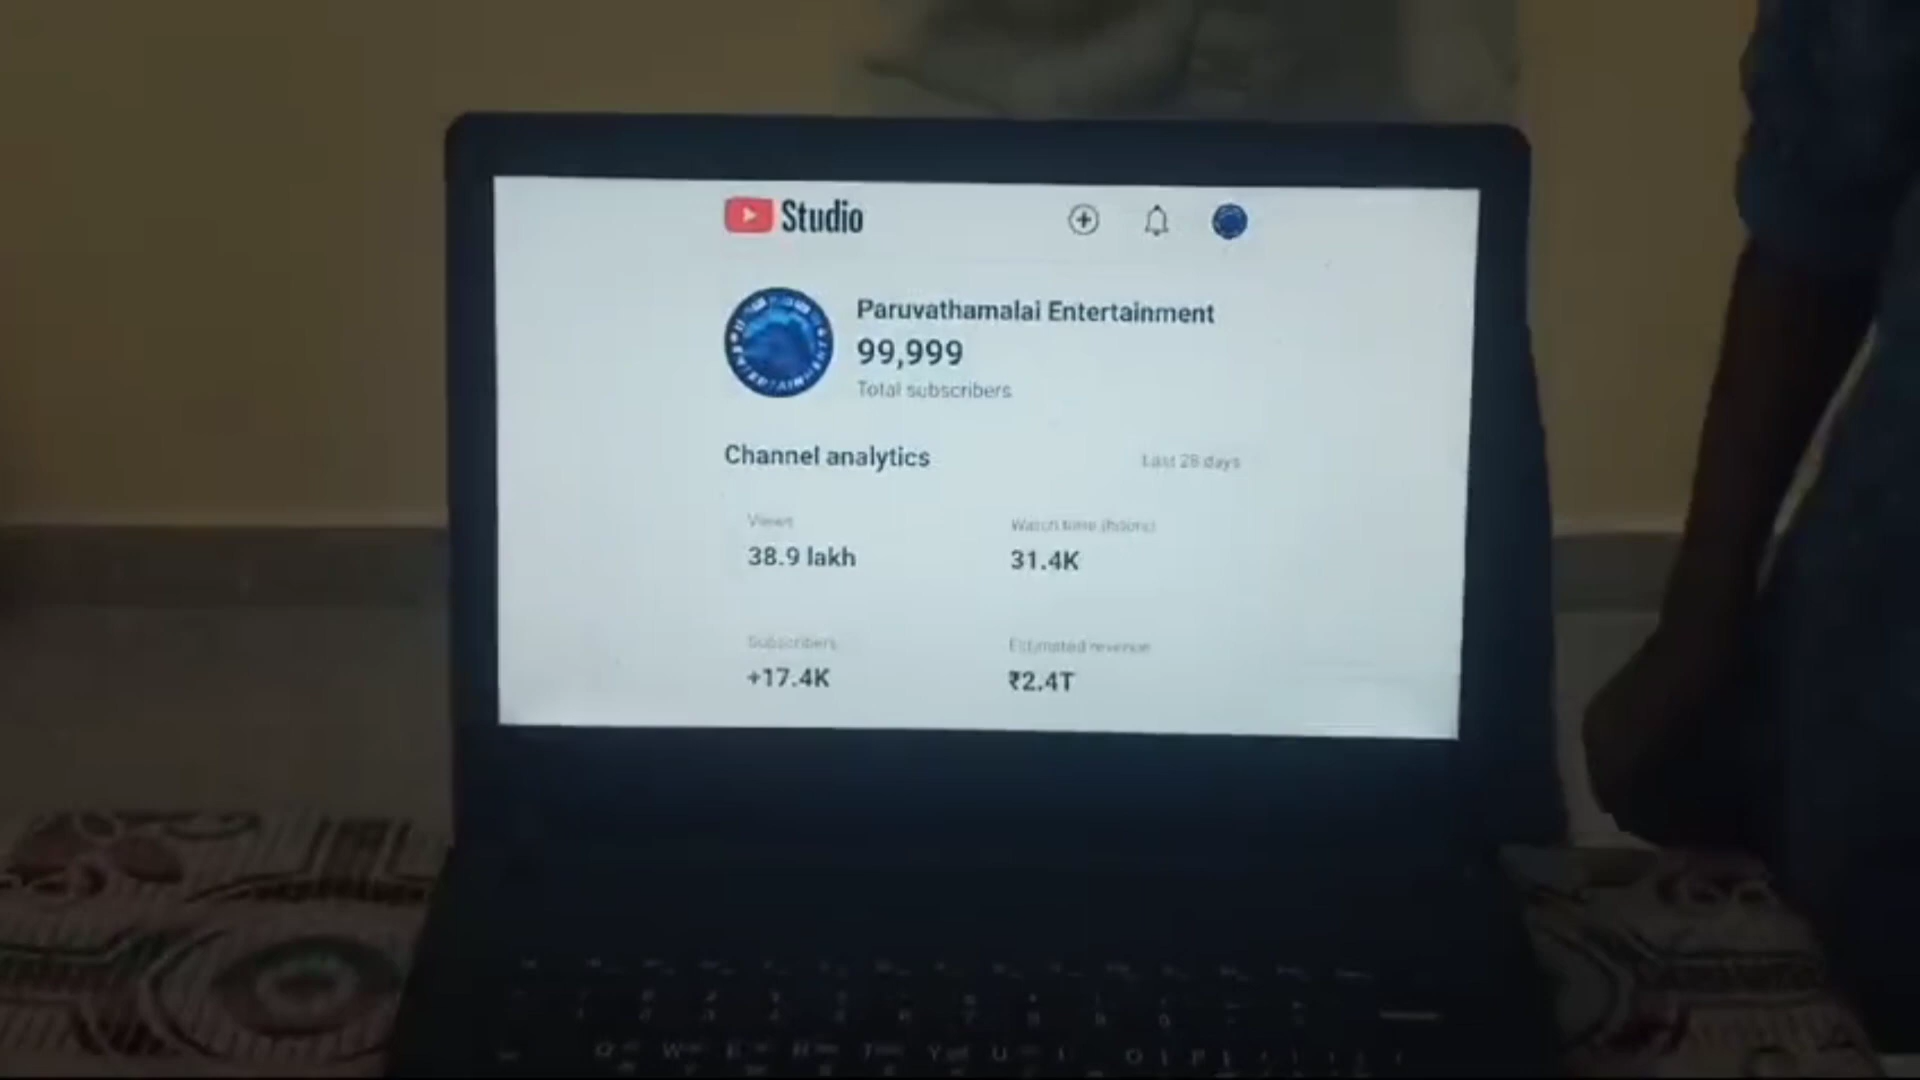 Studio
Paruvathamalai Entertainment
99,999
Total subscribers
Channel analytics
Last 28 days
Views
Watch time (hours)
38.9 lakh
31.4K
Subscribers
Estimated revenue
+17.4K
₹2.4T
Q W E R T Y U I O P